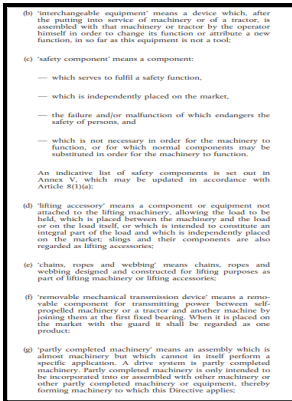 (b) 'interchangeable equipment' means a device which, after
the putting into service of machinery or of a tractor, is
assembled with that machinery or tractor by the operator
himself in order to change its function or attribute a new
function, in so far as this equipment is not a tool;
(c) 'safety component' means a component:
— which serves to fulfil a safety function,
— which is independently placed on the market,
— the failure and/or malfunction of which endangers the
safety of persons, and
— which is not necessary in order for the machinery to
function, or for which normal components may be
substituted in order for the machinery to function.
An indicative list of safety components is set out in
Annex V, which may be updated in accordance with
Article 8(1)(a);
(d) 'lifting accessory' means a component or equipment not
attached to the lifting machinery, allowing the load to
be held, which is placed between the machinery and the load
or on the load itself, or which is intended to constitute an
integral part of the load and which is independently placed
on the market; slings and their components are also
regarded as lifting accessories;
(e) 'chains, ropes and webbing' means chains, ropes and
webbing designed and constructed for lifting purposes as
part of lifting machinery or lifting accessories;
(f) 'removable mechanical transmission device' means a remo-
vable component for transmitting power between self-
propelled machinery or a tractor and another machine by
joining them at the first fixed bearing. When it is placed on
the market with the guard it shall be regarded as one
product;
(g) 'partly completed machinery' means an assembly which is
almost machinery but which cannot in itself perform a
specific application. A drive system is partly completed
machinery. Partly completed machinery is only intended to
be incorporated into or assembled with other machinery or
other partly completed machinery or equipment, thereby
forming machinery to which this Directive applies;